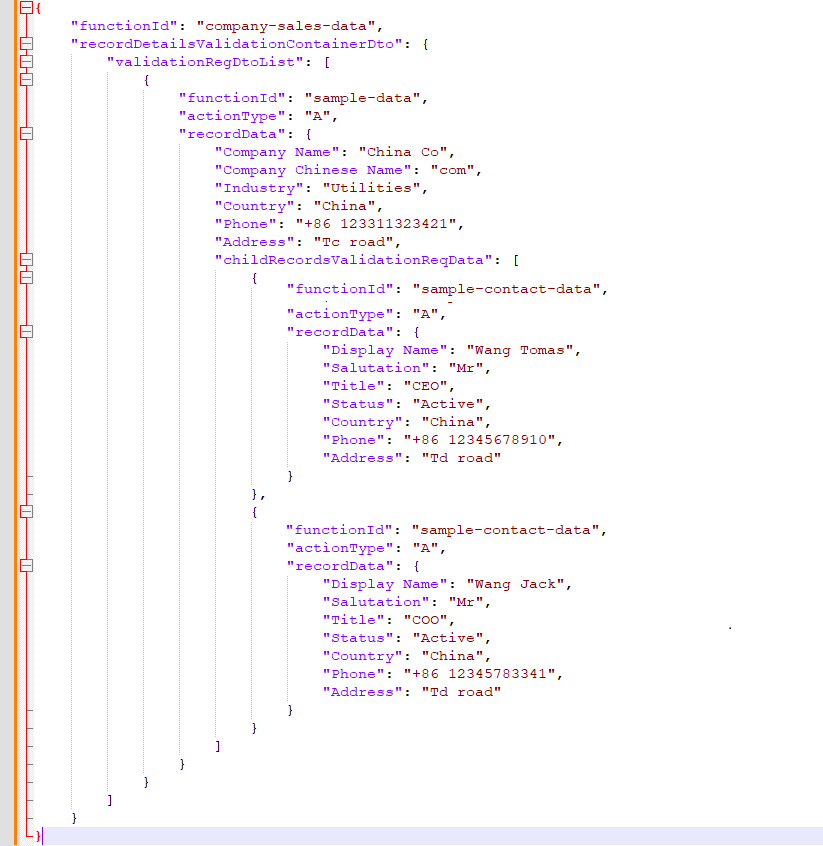 {
"functionId": "company-sales-data",
"recordDetailsValidationContainerDto": {
"validationRegDtoList": [
{
"functionId": "sample-data",
"actionType": "A",
"recordData": {
"Company Name": "China Co",
"Company Chinese Name": "com",
"Industry": "Utilities",
"Country": "China",
"Phone": "+86 123311323421",
"Address": "Tc road",
"childRecordsValidationReqData": [
{
"functionId": "sample-contact-data",
"actionType": "A",
"recordData": {
"Display Name": "Wang Tomas",
"Salutation": "Mr",
"Title": "CEO",
"Status": "Active",
"Country": "China",
"Phone": "+86 12345678910",
"Address": "Td road"
}
},
{
"functionId": "sample-contact-data",
"actionType": "A",
"recordData": {
"Display Name": "Wang Jack",
"Salutation": "Mr",
"Title": "COO",
"Status": "Active",
"Country": "China",
"Phone": "+86 12345783341",
"Address": "Td road"
}
}
]
}
}
]
}
}